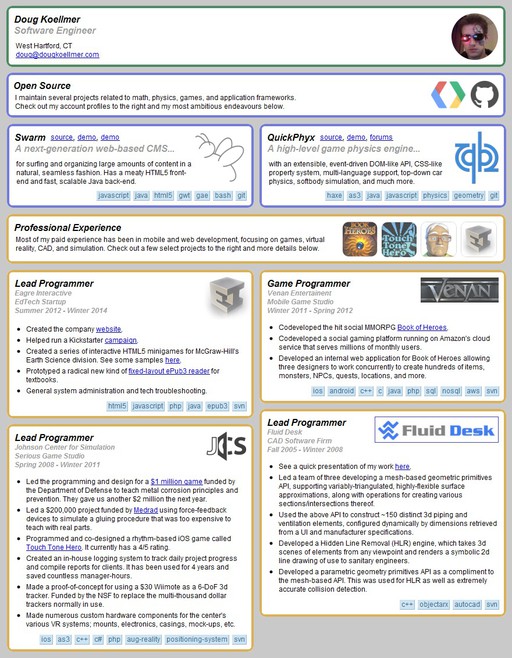 Doug Koellmer
Software Engineer
West Hartford, CT
doug@dougkoellmer.com
Open Source
I maintain several projects related to math, physics, games, and application frameworks.
Check out my account profiles to the right and my most ambitious endeavours below.
Swarm source, demo, demo
A next-generation web-based CMS...
for surfing and organizing large amounts of content in a
natural, seamless fashion. Has a meaty HTML5 front-
end and fast, scalable Java back-end.
javascript java html5 gwt gae bash git
QuickPhyx source, demo, forums
A high-level game physics engine...
with an extensible, event-driven DOM-like API, CSS-like
property system, multi-language support, top-down car
physics, softbody simulation, and much more.
haxe as3 java javascript physics geometry git
Professional Experience
Most of my paid experience has been in mobile and web development, focusing on games, virtual
reality, CAD, and simulation. Check out a few select projects to the right and more details below.
BOOK OF HEROES
Touch Tone Hero
Lead Programmer
Eagre Interactive
EdTech Startup
Summer 2012 - Winter 2014
Created the company website.
Helped run a Kickstarter campaign.
Created a series of interactive HTML5 minigames for McGraw-Hill's
Earth Science division. See some samples here.
Prototyped a radical new kind of fixed-layout ePub3 reader for
textbooks.
General system administration and tech troubleshooting.
html5 javascript php java epub3 svn
Game Programmer
Venan Entertaiment
Mobile Game Studio
Winter 2011 - Spring 2012
VENAN
Codeveloped the hit social MMORPG Book of Heroes.
Codeveloped a social gaming platform running on Amazon's cloud
service that serves millions of monthly users.
Developed an internal web application for Book of Heroes allowing
three designers to work concurrently to create hundreds of items,
monsters, NPCs, quests, locations, and more.
ios android c++ c java php sql nosql aws svn
Lead Programmer
Johnson Center for Simulation
Serious Game Studio
Spring 2008 - Winter 2011
JCS
Led the programming and design for a $1 million game funded by
the Department of Defense to teach metal corrosion principles and
prevention. They gave us another $2 million the next year.
Led a $200,000 project funded by Medrad using force-feedback
devices to simulate a gluing procedure that was too expensive to
teach with real parts.
Programmed and co-designed a rhythm-based iOS game called
Touch Tone Hero. It currently has a 4/5 rating.
Created an in-house logging system to track daily project progress
and compile reports for clients. It has been used for 4 years and
saved countless manager-hours.
Made a proof-of-concept for using a $30 Wiimote as a 6-DoF 3d
tracker. Funded by the NSF to replace the multi-thousand dollar
trackers normally in use.
Made numerous custom hardware components for the center's
various VR systems; mounts, electronics, casings, mock-ups, etc.
ios as3 c++ c# php aug-reality positioning-system svn
Lead Programmer
Fluid Desk
CAD Software Firm
Fall 2005 - Winter 2008
Fluid Desk
See a quick presentation of my work here.
Led a team of three developing a mesh-based geometric primitives
API, supporting variably-triangulated, highly-flexible surface
approximations, along with operations for creating various
sections/intersections thereof.
Used the above API to construct ~150 distinct 3d piping and
ventilation elements, configured dynamically by dimensions retrieved
from a UI and manufacturer specifications.
Developed a Hidden Line Removal (HLR) engine, which takes 3d
scenes of elements from any viewpoint and renders a symbolic 2d
line drawing of use to sanitary engineers.
Developed a parametric geometry primitives API as a compliment to
the mesh-based API. This was used for HLR as well as extremely
accurate collision detection.
c++ objectarx autocad svn